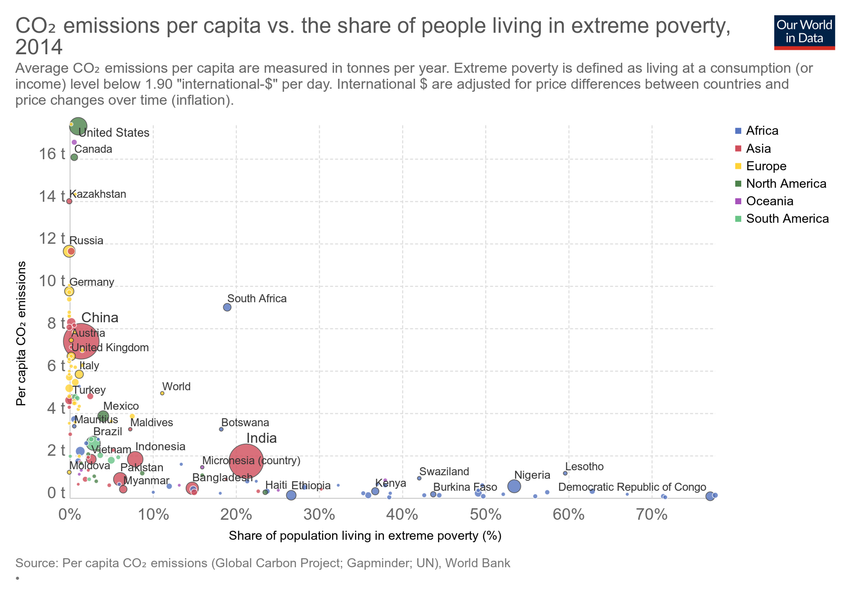 CO₂ emissions per capita vs. the share of people living in extreme poverty,
2014
Our World
in Data
Average CO₂ emissions per capita are measured in tonnes per year. Extreme poverty is defined as living at a consumption (or
income) level below 1.90 "international-$" per day. International $ are adjusted for price differences between countries and
price changes over time (inflation).
Africa
Asia
Europe
North America
Oceania
South America
Per capita CO₂ emissions
16 t
14 t
12 t
10 t
8 t
6 t
4 t
2 t
0 t
United States
Canada
Kazakhstan
Russia
Germany
South Africa
China
Austria
United Kingdom
Italy
World
Turkey
Mexico
Mauritius
Maldives
Botswana
Brazil
India
Vietnam
Indonesia
Micronesia (country)
Moldova
Pakistan
Swaziland
Lesotho
Myanmar
Bangladesh
Haiti
Ethiopia
Kenya
Burkina Faso
Nigeria
Democratic Republic of Congo
0%
10%
20%
30%
40%
50%
60%
70%
Share of population living in extreme poverty (%)
Source: Per capita CO₂ emissions (Global Carbon Project; Gapminder; UN), World Bank
•